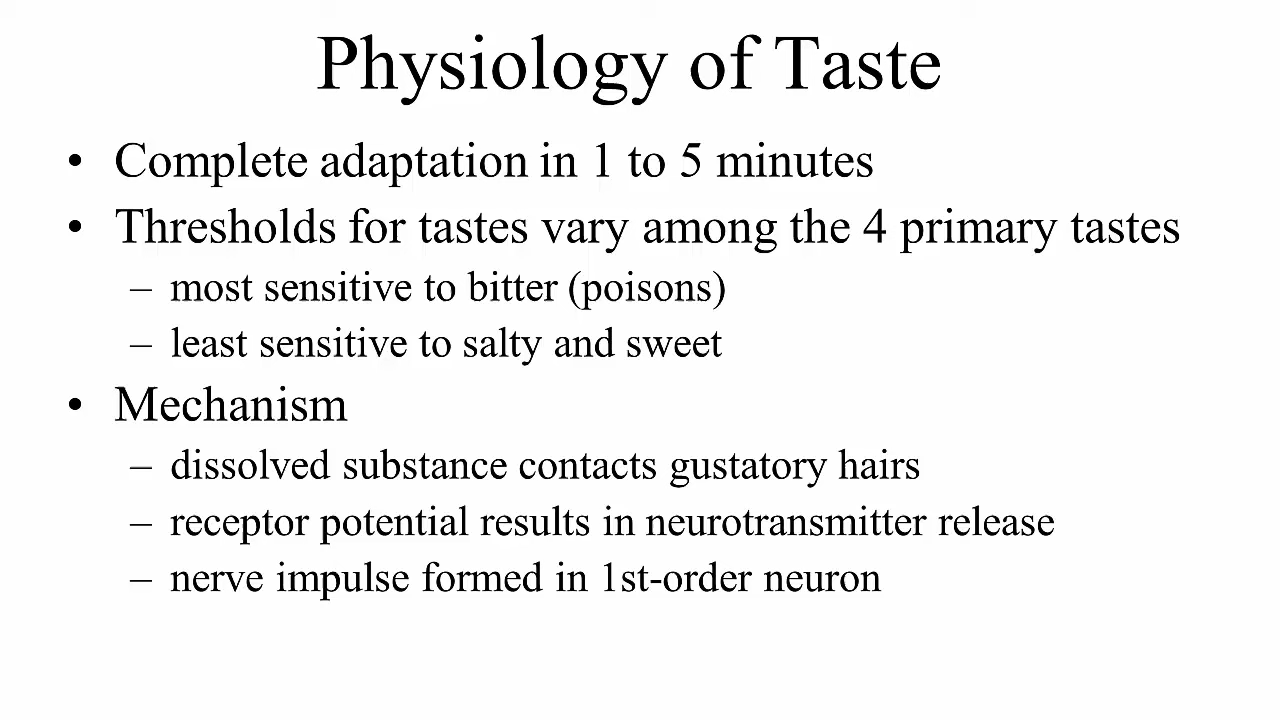 Physiology of Taste
• Complete adaptation in 1 to 5 minutes
• Thresholds for tastes vary among the 4 primary tastes
– most sensitive to bitter (poisons)
– least sensitive to salty and sweet
• Mechanism
– dissolved substance contacts gustatory hairs
– receptor potential results in neurotransmitter release
– nerve impulse formed in 1st-order neuron